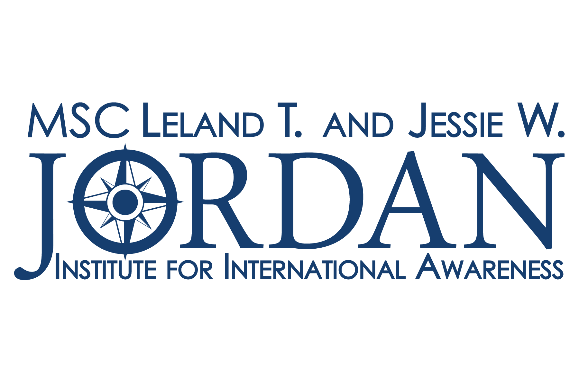 MSC LELAND T. AND JESSIE W.
JORDAN
INSTITUTE FOR INTERNATIONAL AWARENESS